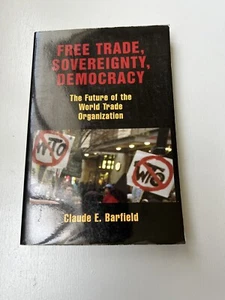 FREE TRADE,
SOVEREIGNTY,
DEMOCRACY
The Future of the
World Trade
Organization
WTO
WTO
Claude E. Barfield